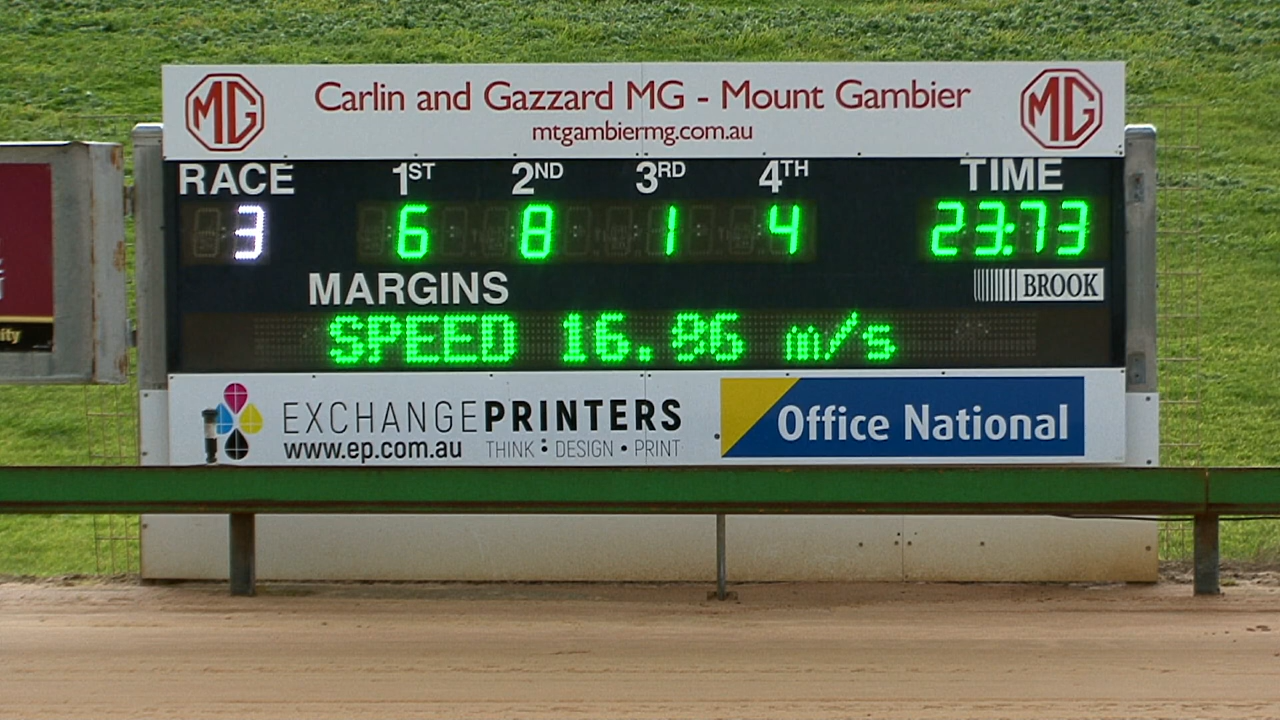 MG Carlin and Gazzard MG - Mount Gambier MG
mtgambiermg.com.au
RACE 1ST 2ND 3RD 4TH TIME
3 6 8 1 4 23:73
MARGINS BROOK
SPEED 16.86 m/s
EXCHANGEPRINTERS
www.ep.com.au THINK : DESIGN • PRINT
Office National
ity